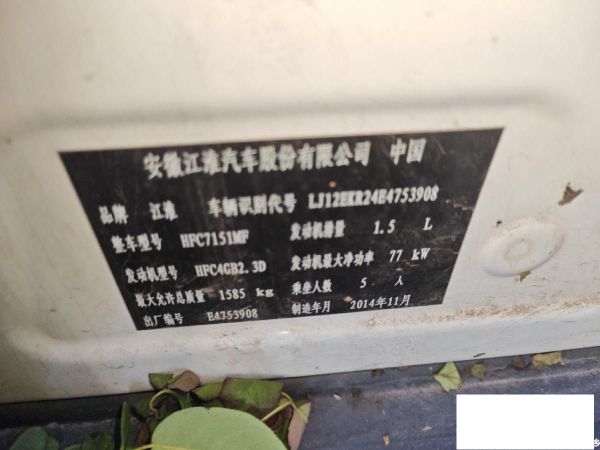 安徽江淮汽车股份有限公司 中国
品牌 江淮 车辆识别代号 LJ12EKR24E4753908
整车型号 HFC7151MF 发动机排量 1.5 L
发动机型号 HFC4GB2.3D 发动机最大净功率 77 kW
最大允许总质量 1585 kg 乘坐人数 5 人
出厂编号 E4753908 制造年月 2014年11月